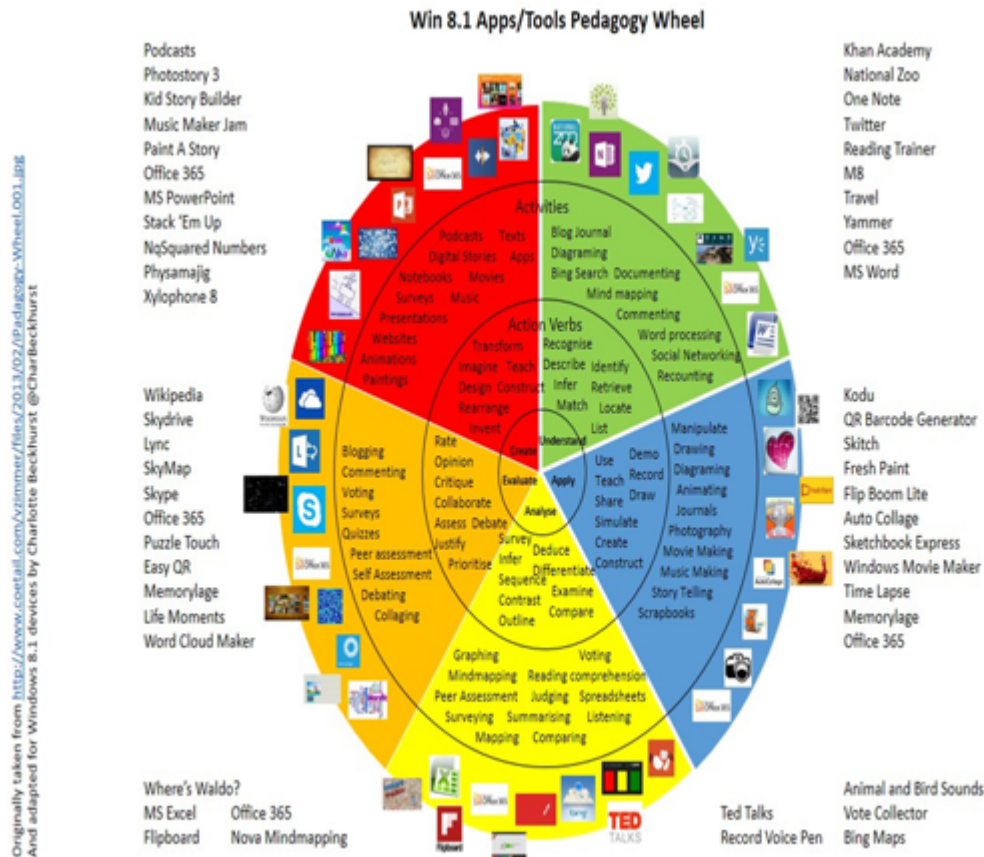 Win 8.1 Apps/Tools Pedagogy Wheel
Podcasts
Photostory 3
Kid Story Builder
Music Maker Jam
Paint A Story
Office 365
MS PowerPoint
Stack 'Em Up
NqSquared Numbers
Physamajig
Xylophone 8
Khan Academy
National Zoo
One Note
Twitter
Reading Trainer
M8
Travel
Yammer
Office 365
MS Word
Activities
Podcasts Texts
Digital Stories Apps
Notebooks Movies
Surveys Music
Presentations
Websites
Animations
Paintings
Blog Journal
Diagraming
Bing Search Documenting
Mind mapping
Commenting
Word processing
Social Networking
Recounting
Action Verbs
Transform
Imagine Teach
Design Construct
Rearrange
Invent
Recognise
Describe Identify
Infer Retrieve
Match Locate
List
Create
Understand
Evaluate
Apply
Analyse
Wikipedia
Skydrive
Lync
SkyMap
Skype
Office 365
Puzzle Touch
Easy QR
Memorylage
Life Moments
Word Cloud Maker
Blogging
Commenting
Voting
Surveys
Quizzes
Peer assessment
Self Assessment
Debating
Collaging
Rate
Opinion
Critique
Collaborate
Assess Debate
Justify
Prioritise
Use Demo
Teach Record
Share Draw
Simulate
Create
Construct
Manipulate
Drawing
Diagraming
Animating
Journals
Photography
Movie Making
Music Making
Story Telling
Scrapbooks
Kodu
QR Barcode Generator
Skitch
Fresh Paint
Flip Boom Lite
Auto Collage
Sketchbook Express
Windows Movie Maker
Time Lapse
Memorylage
Office 365
Survey Deduce
Infer Differentiate
Sequence Examine
Contrast Compare
Outline
Graphing Voting
Mindmapping Reading comprehension
Peer Assessment Judging Spreadsheets
Surveying Summarising Listening
Mapping Comparing
Where's Waldo?
MS Excel Office 365
Flipboard Nova Mindmapping
Animal and Bird Sounds
Ted Talks Vote Collector
Record Voice Pen Bing Maps
Office 365
Office 365
Office 365
Office 365
Office 365
Flipboard
TED
TALKS
Originally taken from http://www.coetail.com/vzimmer/files/2013/02/iPadagogy-Wheel.001.jpg
And adapted for Windows 8.1 devices by Charlotte Beckhurst @CharBeckhurst